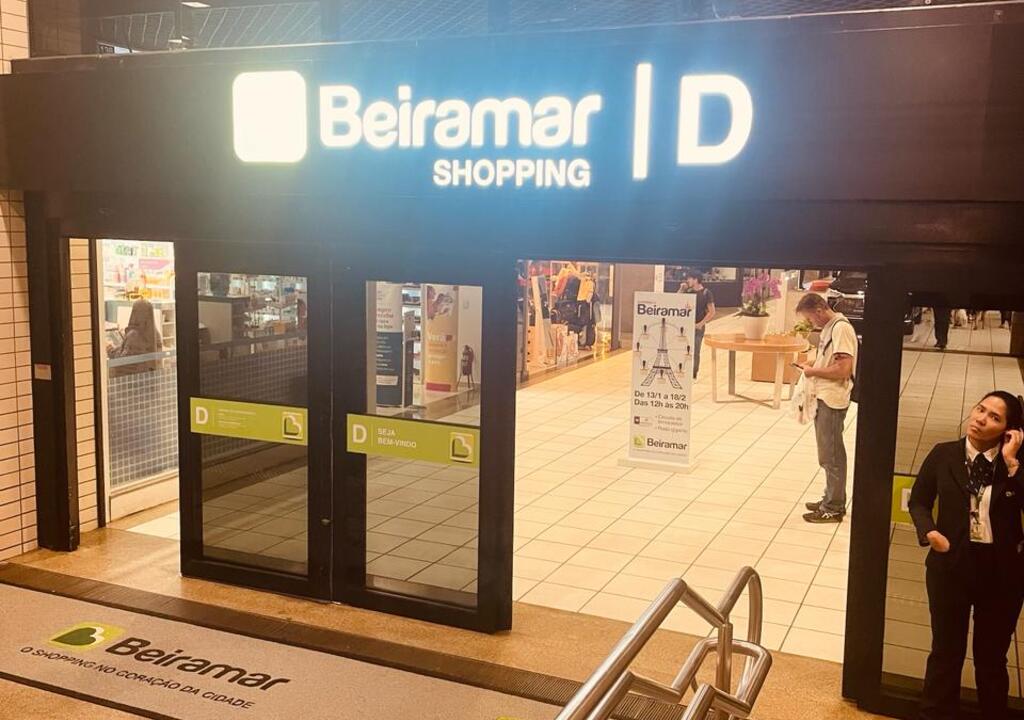 Beiramar
SHOPPING
D
D
D
SEJA
BEM-VINDO
Beiramar
De 13/1 a 18/2
Das 12h às 20h
Beiramar
Beiramar
O SHOPPING NO CORAÇÃO DA CIDADE